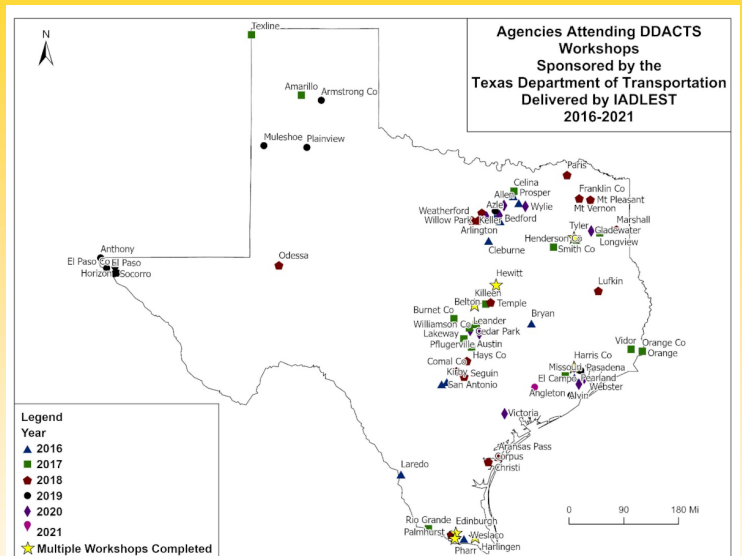 Agencies Attending DDACTS
Workshops
Sponsored by the
Texas Department of Transportation
Delivered by IADLEST
2016-2021
N
Texline
Amarillo
Armstrong Co
Muleshoe
Plainview
Paris
Celina
Franklin Co
Allen
Prosper
Mt Pleasant
Azle
Wylie
Mt Vernon
Weatherford
Willow Park
Keller
Bedford
Tyler
Marshall
Arlington
Gladewater
Henderson Co
Longview
Cleburne
Smith Co
Anthony
El Paso Co
El Paso
Horizon
Socorro
Odessa
Hewitt
Lufkin
Killeen
Belton
Temple
Burnet Co
Bryan
Williamson Co
Leander
Lakeway
Cedar Park
Pflugerville
Austin
Vidor
Orange Co
Orange
Hays Co
Harris Co
Comal Co
Missouri
Pasadena
Kirby
Seguin
El Campo
Pearland
San Antonio
Webster
Angleton
Alvin
Victoria
Aransas Pass
Corpus
Christi
Laredo
Rio Grande
Edinburgh
Palmhurst
Weslaco
Pharr
Harlingen
Legend
Year
2016
2017
2018
2019
2020
2021
Multiple Workshops Completed
0 90 180 Mi